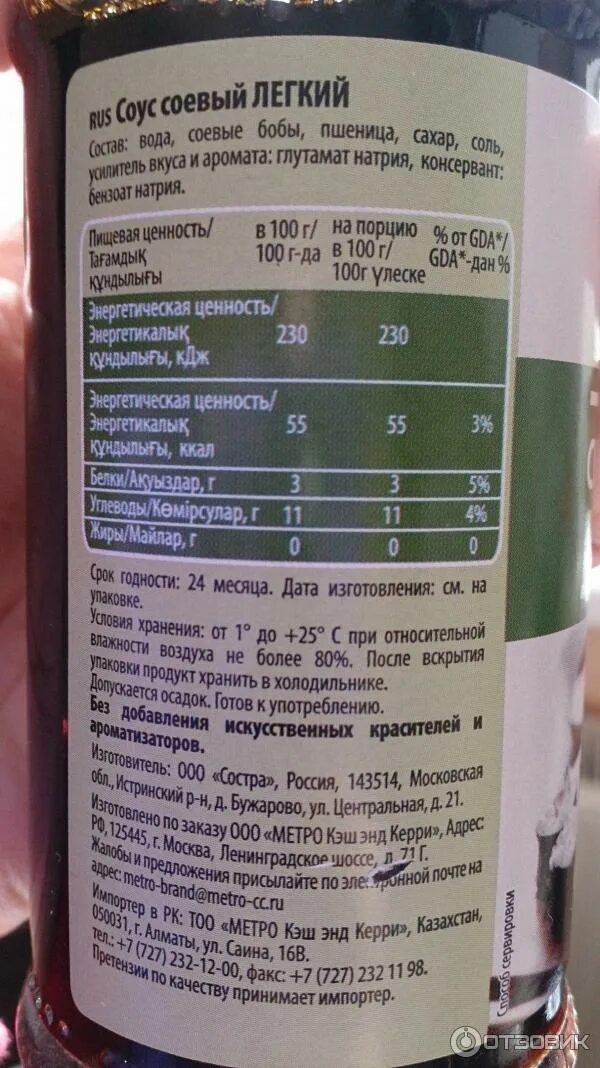 RUS Соус соевый ЛЕГКИЙ
Состав: вода, соевые бобы, пшеница, сахар, соль,
усилитель вкуса и аромата: глутамат натрия, консервант:
бензоат натрия.
Пищевая ценность/ в 100 г/ на порцию % от GDA*/
Тағамдық 100 г-да в 100 г/ GDA*-дан %
құндылығы 100г үлеске
Энергетическая ценность/
Энергетикалық 230 230
құндылығы, кДж
Энергетическая ценность/
Энергетикалық 55 55 3%
құндылығы, ккал
Белки/Ақуыздар, г 3 3 5%
Углеводы/Көмірсулар, г 11 11 4%
Жиры/Майлар, г 0 0 0
Срок годности: 24 месяца. Дата изготовления: см. на
упаковке.
Условия хранения: от 1° до +25° С при относительной
влажности воздуха не более 80%. После вскрытия
упаковки продукт хранить в холодильнике.
Допускается осадок. Готов к употреблению.
Без добавления искусственных красителей и
ароматизаторов.
Изготовитель: ООО «Состра», Россия, 143514, Московская
обл., Истринский р-н, д. Бужарово, ул. Центральная, д. 21.
Изготовлено по заказу ООО «МЕТРО Кэш энд Керри», Адрес:
РФ, 125445, г. Москва, Ленинградское шоссе, д. 71 Г.
Жалобы и предложения присылайте по электронной почте на
адрес: metro-brand@metro-cc.ru
Импортер в РК: ТОО «МЕТРО Кэш энд Керри», Казахстан,
050031, г. Алматы, ул. Саина, 16В.
тел.: +7 (727) 232-12-00, факс: +7 (727) 232 11 98.
Претензии по качеству принимает импортер.
Способ сервировки
ОТЗОВИК